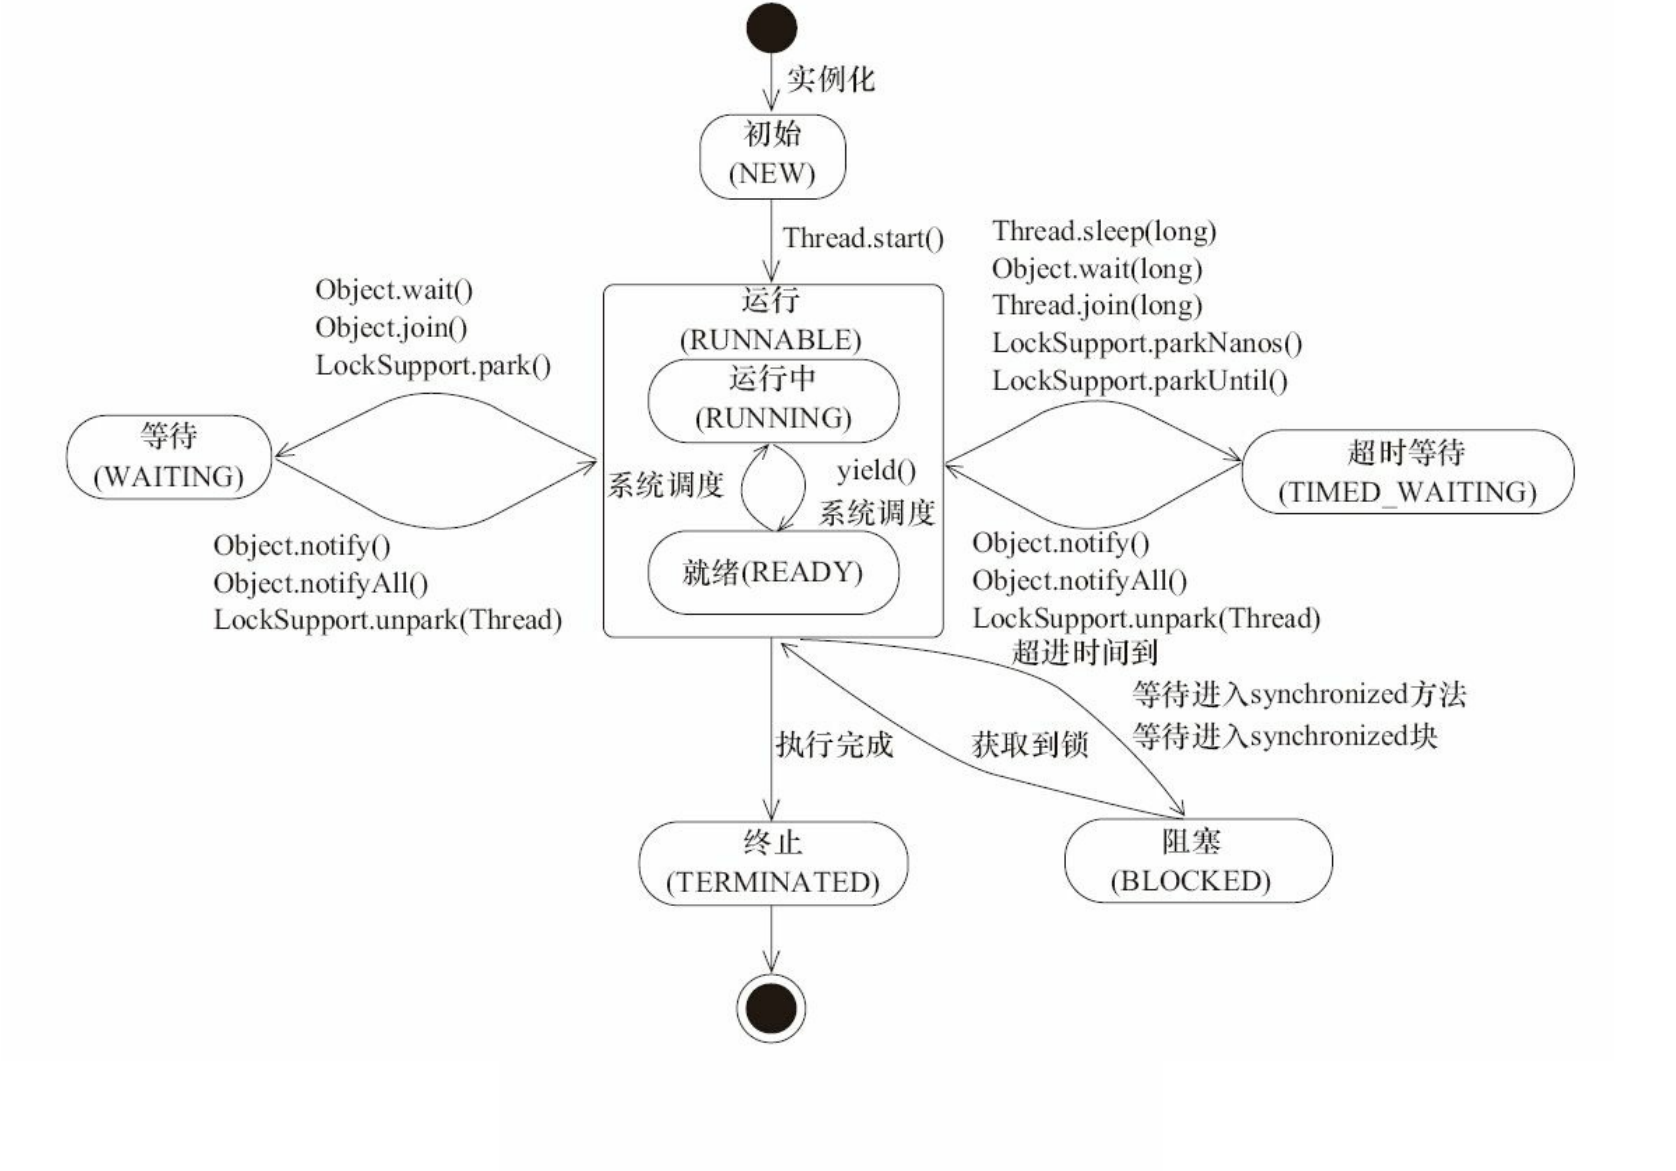 实例化
初始
(NEW)
Thread.start()
Object.wait()
Object.join()
LockSupport.park()
Thread.sleep(long)
Object.wait(long)
Thread.join(long)
LockSupport.parkNanos()
LockSupport.parkUntil()
运行
(RUNNABLE)
运行中
(RUNNING)
等待
(WAITING)
系统调度
yield()
系统调度
超时等待
(TIMED_WAITING)
就绪(READY)
Object.notify()
Object.notifyAll()
LockSupport.unpark(Thread)
Object.notify()
Object.notifyAll()
LockSupport.unpark(Thread)
超进时间到
等待进入synchronized方法
等待进入synchronized块
执行完成
获取到锁
终止
(TERMINATED)
阻塞
(BLOCKED)